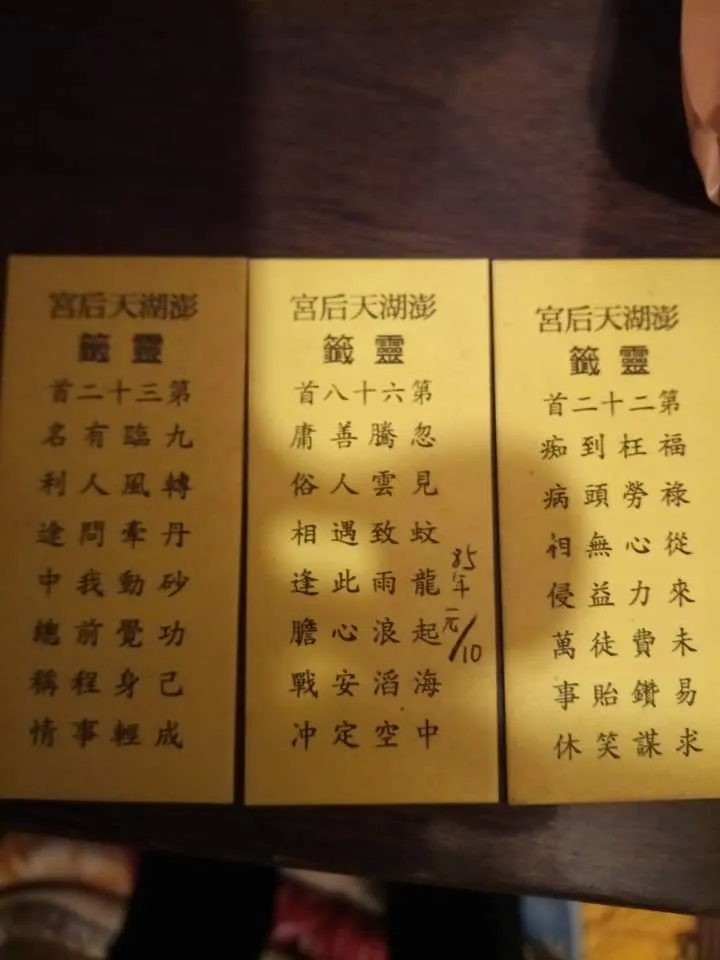 澎湖天后宮
靈籤
第三十二首
九轉丹砂功己成
臨風牽動覺身輕
有人問我前程事
名利途中總稱情
澎湖天后宮
靈籤
第六十八首
忽見蚊龍起海中
騰雲致雨浪滔空
善人遇此心安定
庸俗相逢膽戰冲
85年元/10
澎湖天后宮
靈籤
第二十二首
福祿從來未易求
枉勞心力費鑽謀
到頭無益徒貽笑
痴病相侵萬事休